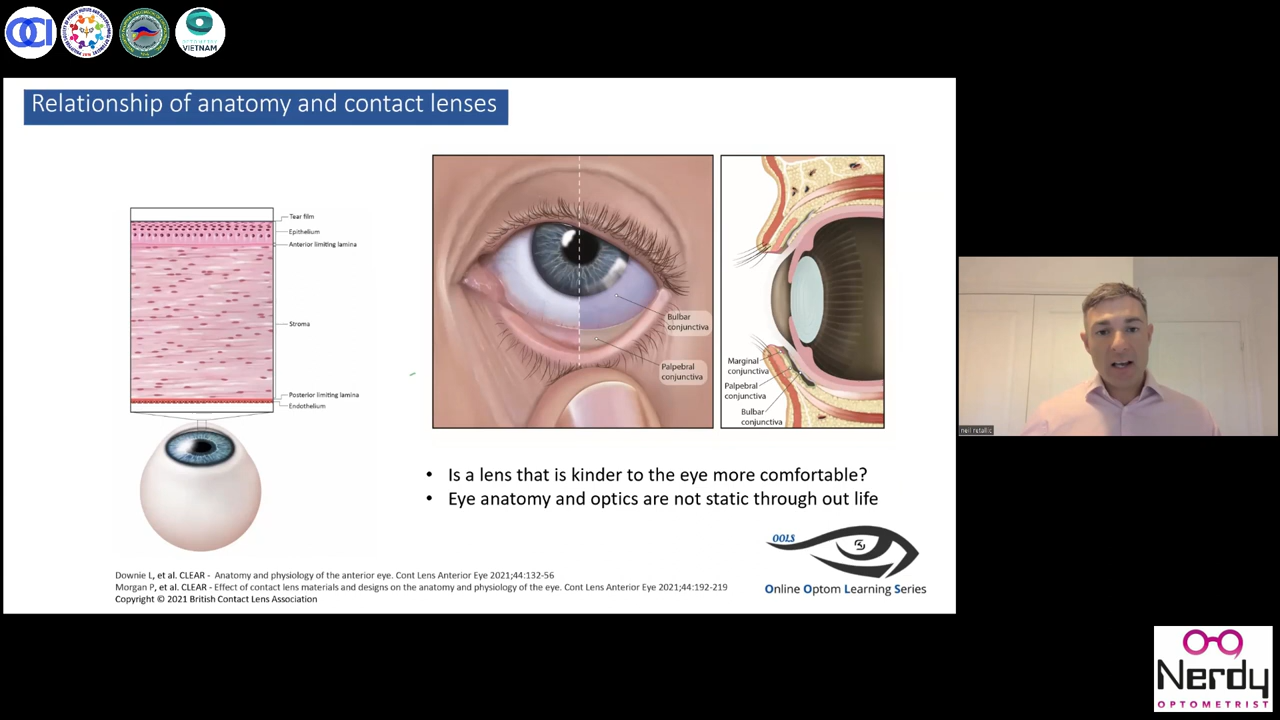 OCI
VIETNAM
Relationship of anatomy and contact lenses
Tear film
Epithelium
Anterior limiting lamina
Stroma
Posterior limiting lamina
Endothelium
Bulbar
conjunctiva
Palpebral
conjunctiva
Marginal
conjunctiva
Palpebral
conjunctiva
Bulbar
conjunctiva
• Is a lens that is kinder to the eye more comfortable?
• Eye anatomy and optics are not static through out life
OOLS
Online Optom Learning Series
Downie L, et al. CLEAR - Anatomy and physiology of the anterior eye. Cont Lens Anterior Eye 2021;44:132-56
Morgan P, et al. CLEAR - Effect of contact lens materials and designs on the anatomy and physiology of the eye. Cont Lens Anterior Eye 2021;44:192-219
Copyright © 2021 British Contact Lens Association
neil retallic
Nerdy
OPTOMETRIST